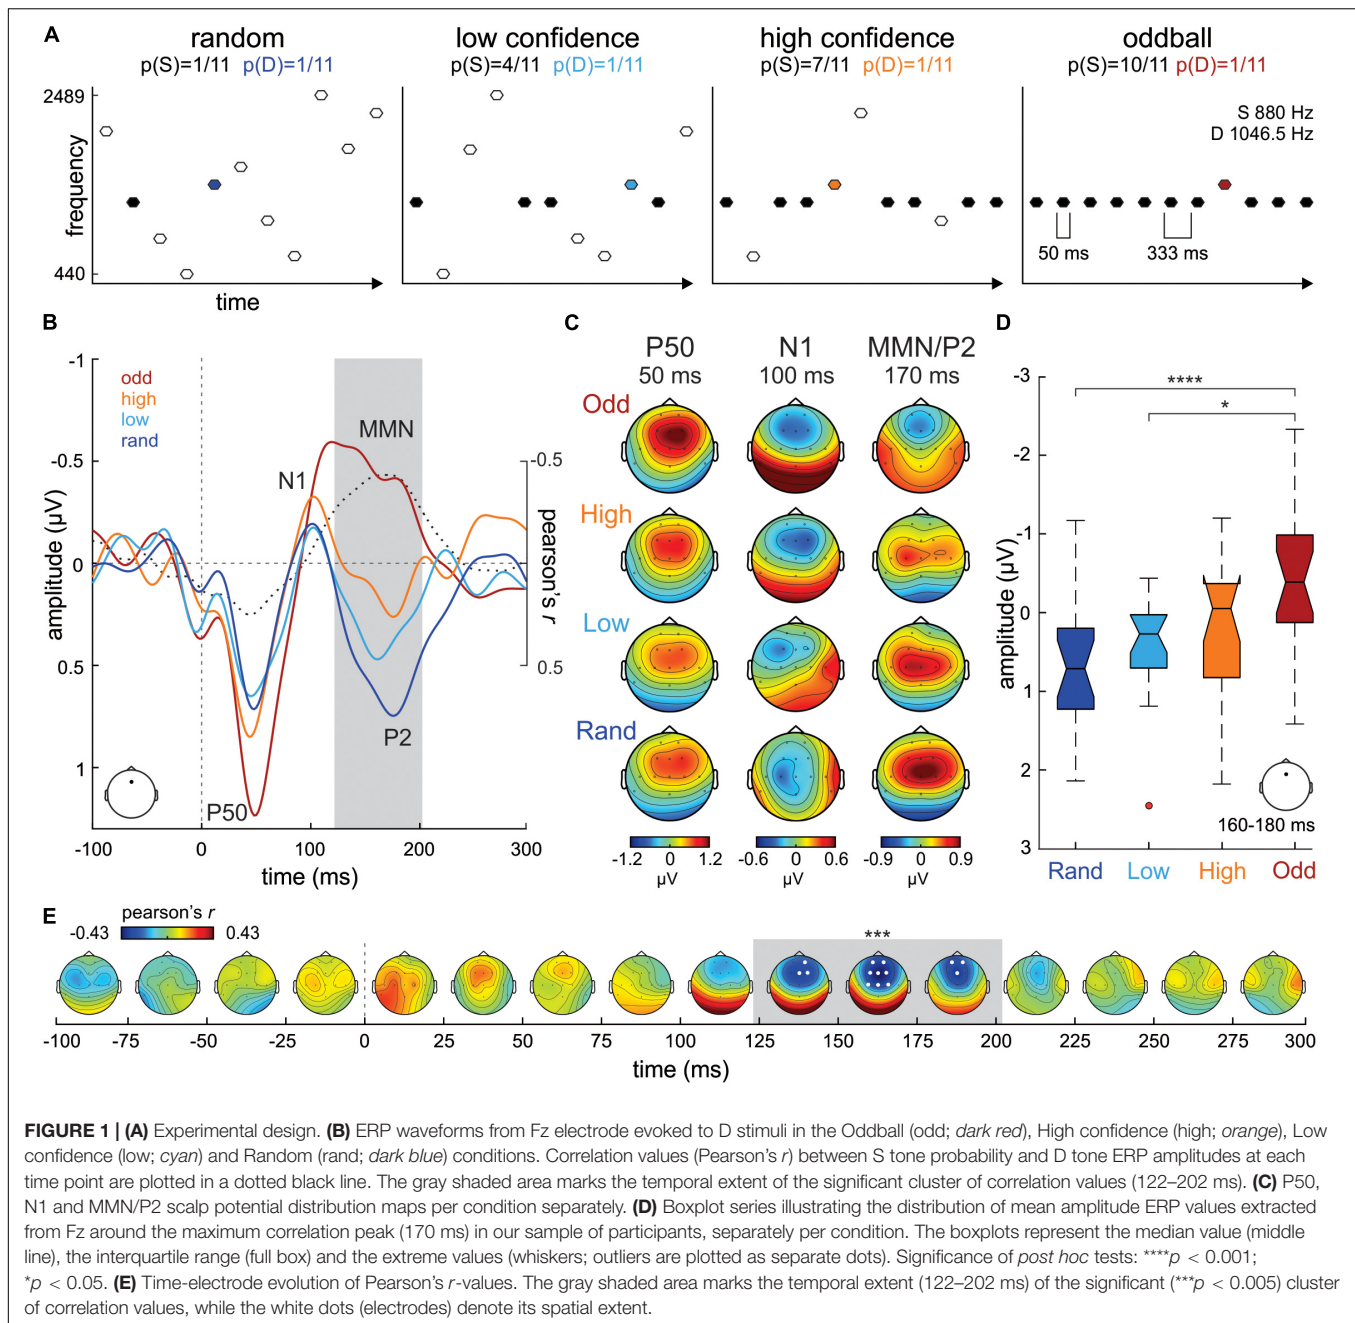 A
random
p(S)=1/11 p(D)=1/11
low confidence
p(S)=4/11 p(D)=1/11
high confidence
p(S)=7/11 p(D)=1/11
oddball
p(S)=10/11 p(D)=1/11
2489
frequency
440
time
S 880 Hz
D 1046.5 Hz
50 ms
333 ms
B
-1
-0.5
0
0.5
1
amplitude (µV)
odd
high
low
rand
N1
MMN
P2
P50
-0.5
0
0.5
pearson's r
-100
0
100
200
300
time (ms)
C
P50
50 ms
N1
100 ms
MMN/P2
170 ms
Odd
High
Low
Rand
-1.2 0 1.2
µV
-0.6 0 0.6
µV
-0.9 0 0.9
µV
D
-3
-2
-1
0
1
2
3
amplitude (µV)
****
*
160-180 ms
Rand
Low
High
Odd
E
pearson's r
-0.43
0.43
***
-100 -75 -50 -25 0 25 50 75 100 125 150 175 200 225 250 275 300
time (ms)
FIGURE 1 | (A) Experimental design. (B) ERP waveforms from Fz electrode evoked to D stimuli in the Oddball (odd; dark red), High confidence (high; orange), Low
confidence (low; cyan) and Random (rand; dark blue) conditions. Correlation values (Pearson's r) between S tone probability and D tone ERP amplitudes at each
time point are plotted in a dotted black line. The gray shaded area marks the temporal extent of the significant cluster of correlation values (122–202 ms). (C) P50,
N1 and MMN/P2 scalp potential distribution maps per condition separately. (D) Boxplot series illustrating the distribution of mean amplitude ERP values extracted
from Fz around the maximum correlation peak (170 ms) in our sample of participants, separately per condition. The boxplots represent the median value (middle
line), the interquartile range (full box) and the extreme values (whiskers; outliers are plotted as separate dots). Significance of post hoc tests: ****p < 0.001;
*p < 0.05. (E) Time-electrode evolution of Pearson's r-values. The gray shaded area marks the temporal extent (122–202 ms) of the significant (***p < 0.005) cluster
of correlation values, while the white dots (electrodes) denote its spatial extent.